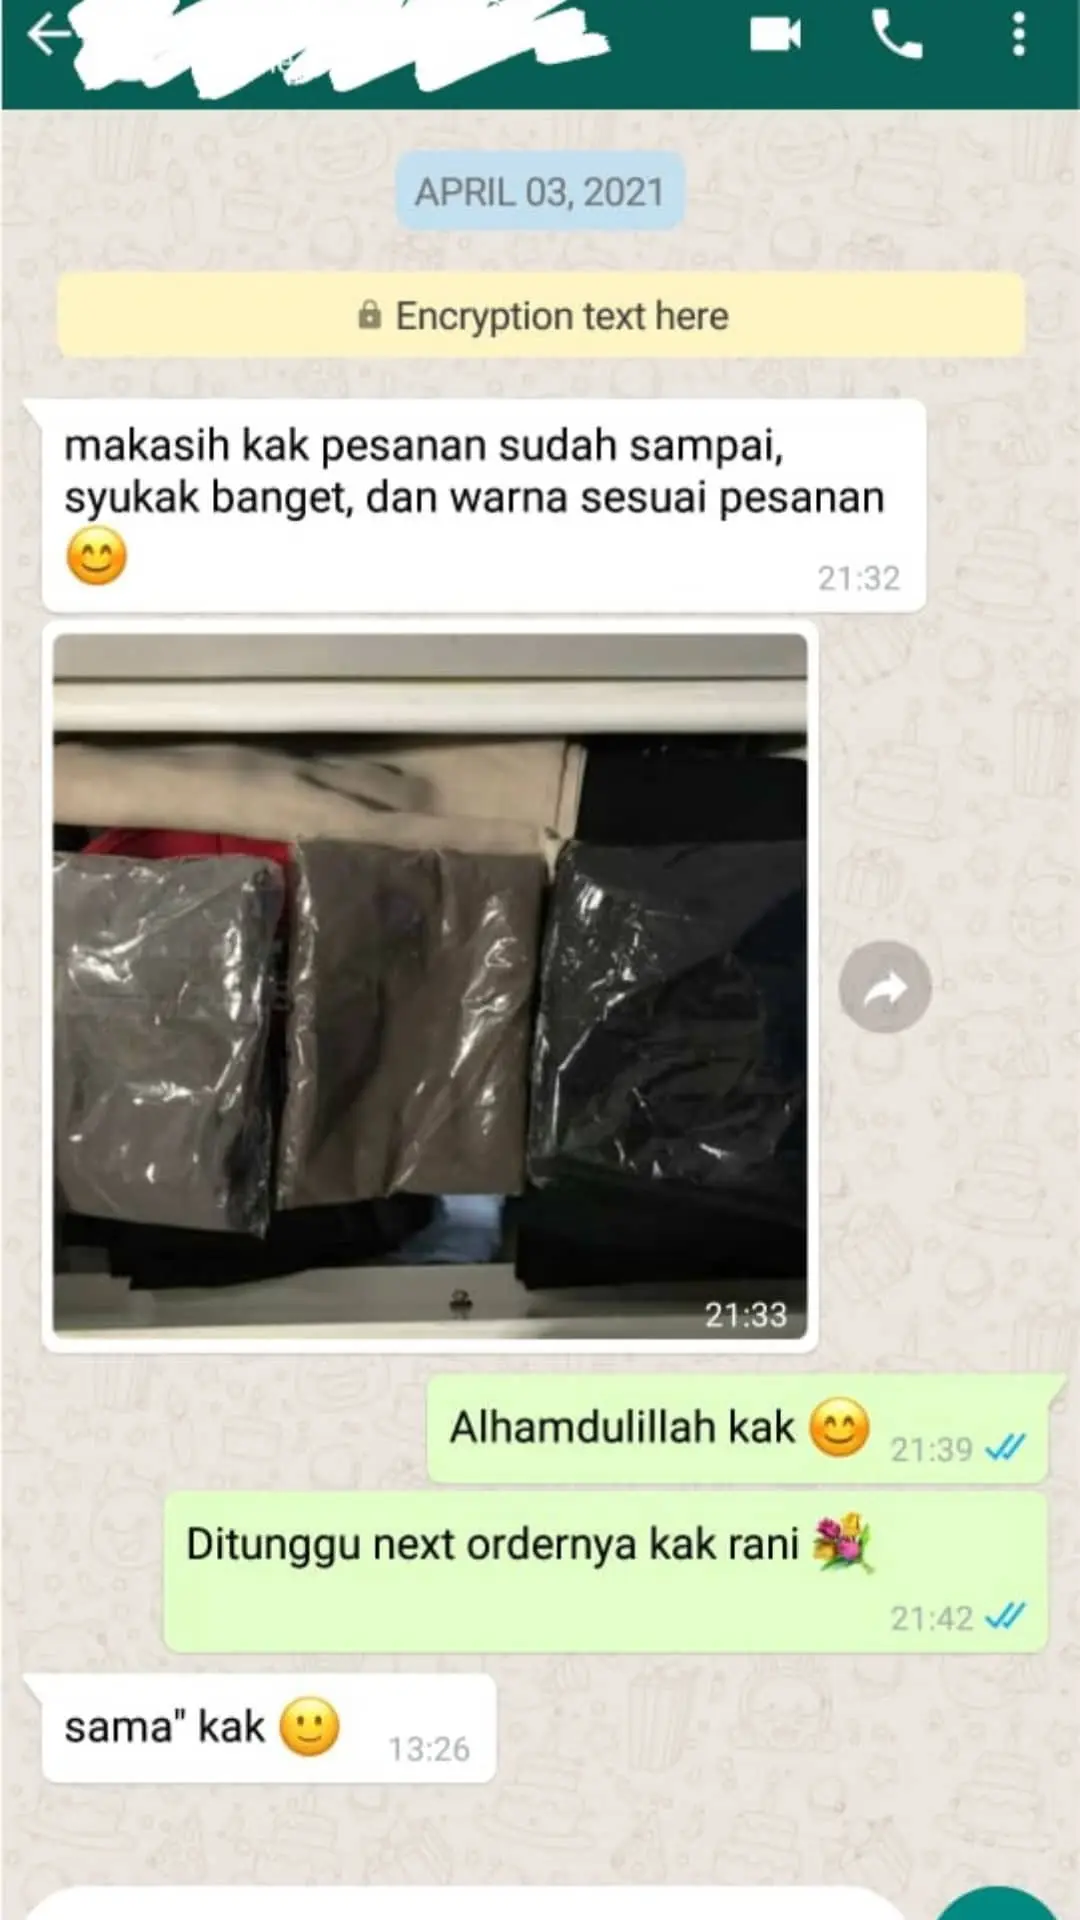 APRIL 03, 2021
Encryption text here
makasih kak pesanan sudah sampai,
syukak banget, dan warna sesuai pesanan
😊
21:32
21:33
Alhamdulillah kak 😊 21:39
Ditunggu next ordernya kak rani 💐
21:42
sama" kak 🙂 13:26